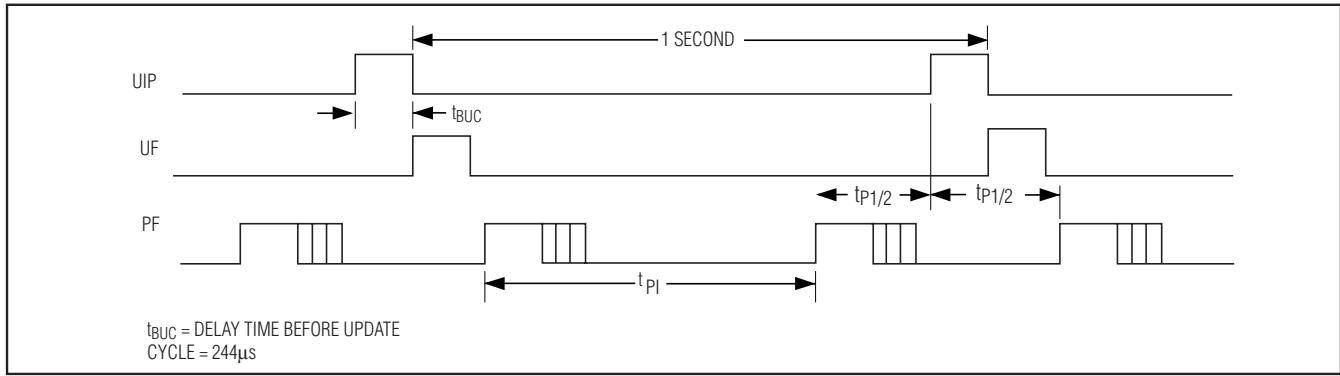 1 SECOND
UIP
tBUC
UF
tP1/2 tP1/2
PF
tPI
tBUC = DELAY TIME BEFORE UPDATE
CYCLE = 244µs